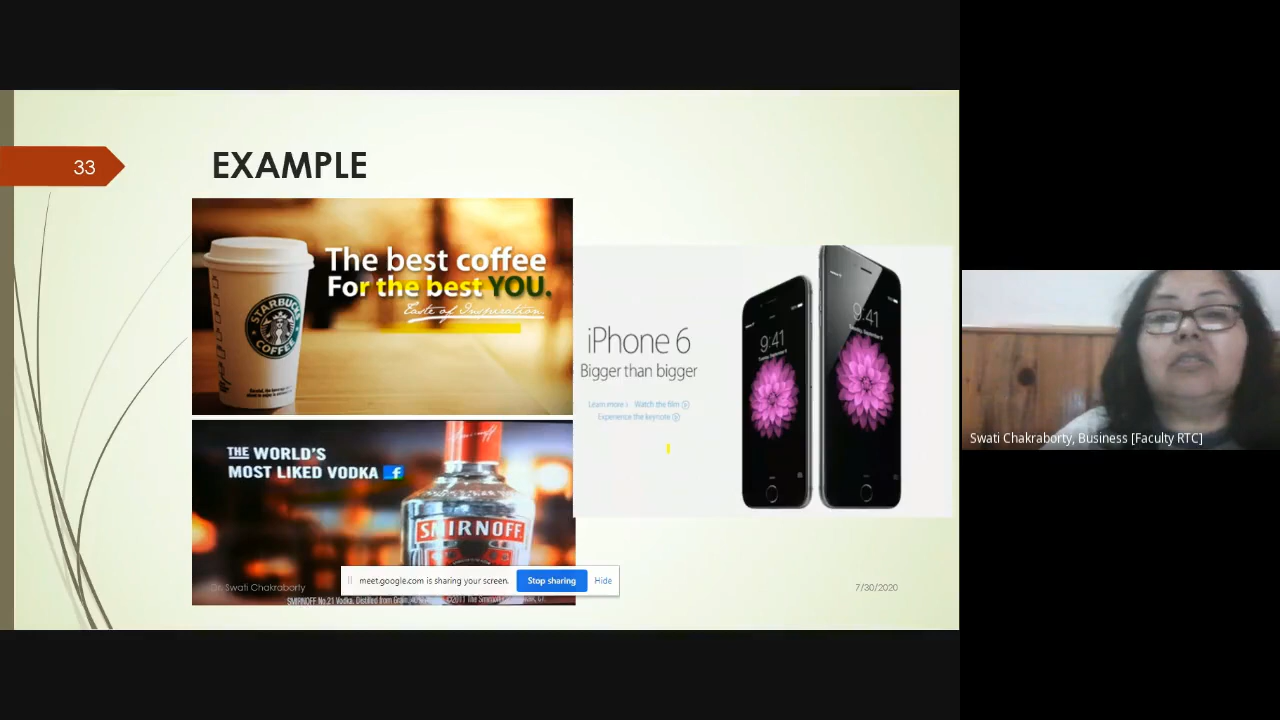 33
EXAMPLE
The best coffee
For the best YOU.
Taste of Inspiration.
STARBUCKS
COFFEE
iPhone 6
Bigger than bigger
Learn more Watch the film
Experience the keynote
9:41
9:41
THE WORLD'S
MOST LIKED VODKA f
SMIRNOFF
meet.google.com is sharing your screen. Stop sharing Hide
Dr. Swati Chakraborty
7/30/2020
SMIRNOFF No.21 Vodka. Distilled from Grain.
Swati Chakraborty, Business [Faculty RTC]